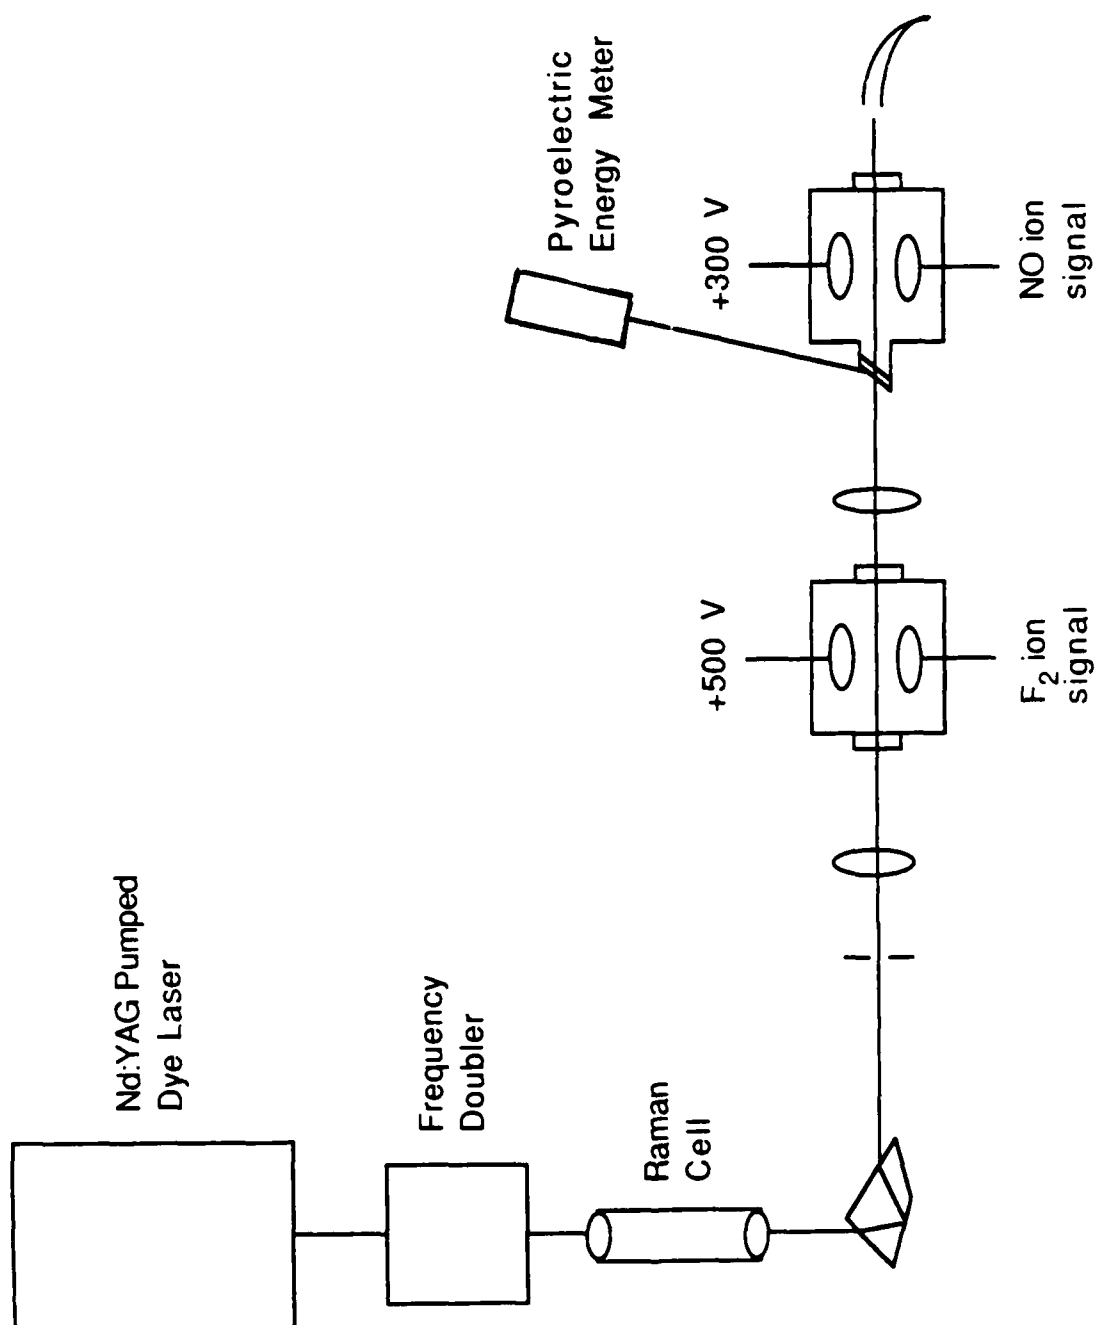 Nd:YAG Pumped
Dye Laser
Frequency
Doubler
Raman
Cell
+500 V
F2 ion
signal
Pyroelectric
Energy Meter
+300 V
NO ion
signal